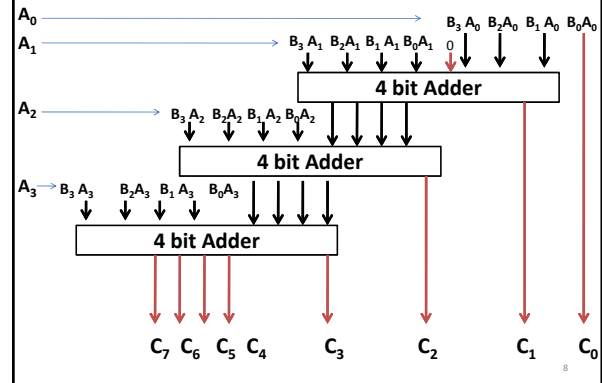 A₀
B₃ A₀ B₂A₀ B₁ A₀ B₀A₀
A₁
B₃ A₁ B₂A₁ B₁ A₁ B₀A₁ 0
4 bit Adder
A₂
B₃ A₂ B₂A₂ B₁ A₂ B₀A₂
4 bit Adder
A₃
B₃ A₃ B₂A₃ B₁ A₃ B₀A₃
4 bit Adder
C₇ C₆ C₅ C₄ C₃ C₂ C₁ C₀
8